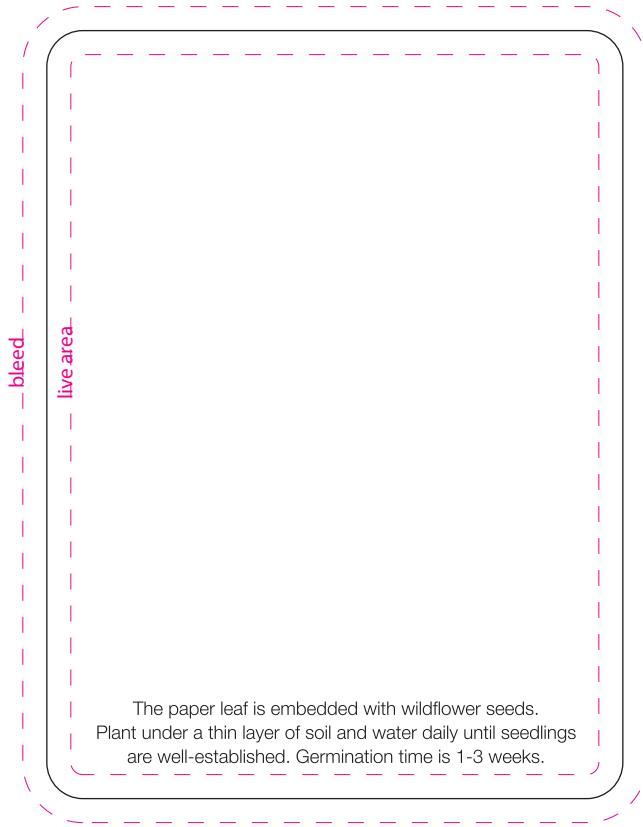 bleed
live area
The paper leaf is embedded with wildflower seeds.
Plant under a thin layer of soil and water daily until seedlings
are well-established. Germination time is 1-3 weeks.